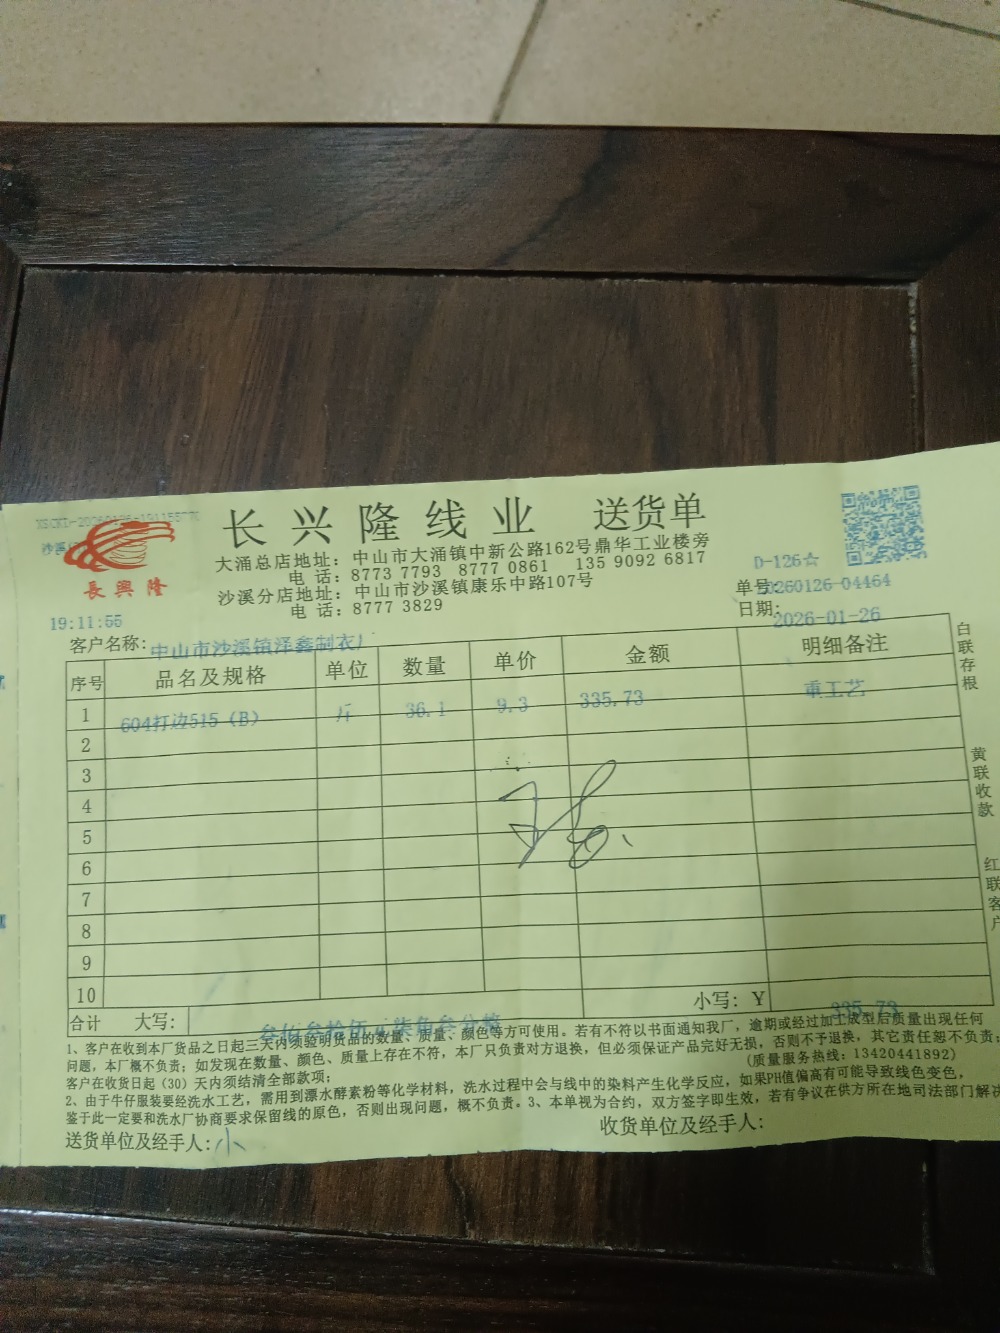 长兴隆线业 送货单
大涌总店地址：中山市大涌镇中新公路162号鼎华工业楼旁
电 话：8773 7793 8777 0861 135 9092 6817
沙溪分店地址：中山市沙溪镇康乐中路107号
电 话：8777 3829
長興隆
D-126☆
单号：20260126-04464
日期：2026-01-26
19:11:55
客户名称：中山市沙溪镇泽鑫制衣厂
序号 品名及规格 单位 数量 单价 金额 明细备注
1 604打边515（B） 斤 36.1 9.3 335.73 重工艺
2
3
4
5
6
7
8
9
10
合计 大写：叁佰叁拾伍元柒角叁分整 小写：Y 335.73
白联存根
黄联收款
红联客户
1、客户在收到本厂货品之日起三天内须验明货品的数量、质量、颜色等方可使用。若有不符以书面通知我厂，逾期或经过加工成型后质量出现任何
问题，本厂概不负责；如发现在数量、颜色、质量上存在不符，本厂只负责对方退换，但必须保证产品完好无损，否则不予退换，其它责任恕不负责；
客户在收货日起（30）天内须结清全部款项； (质量服务热线：13420441892)
2、由于牛仔服装要经洗水工艺，需用到漂水酵素粉等化学材料，洗水过程中会与线中的染料产生化学反应，如果PH值偏高有可能导致线色变色，
鉴于此一定要和洗水厂协商要求保留线的原色，否则出现问题，概不负责。3、本单视为合约，双方签字即生效，若有争议在供方所在地司法部门解决
送货单位及经手人：小
收货单位及经手人：